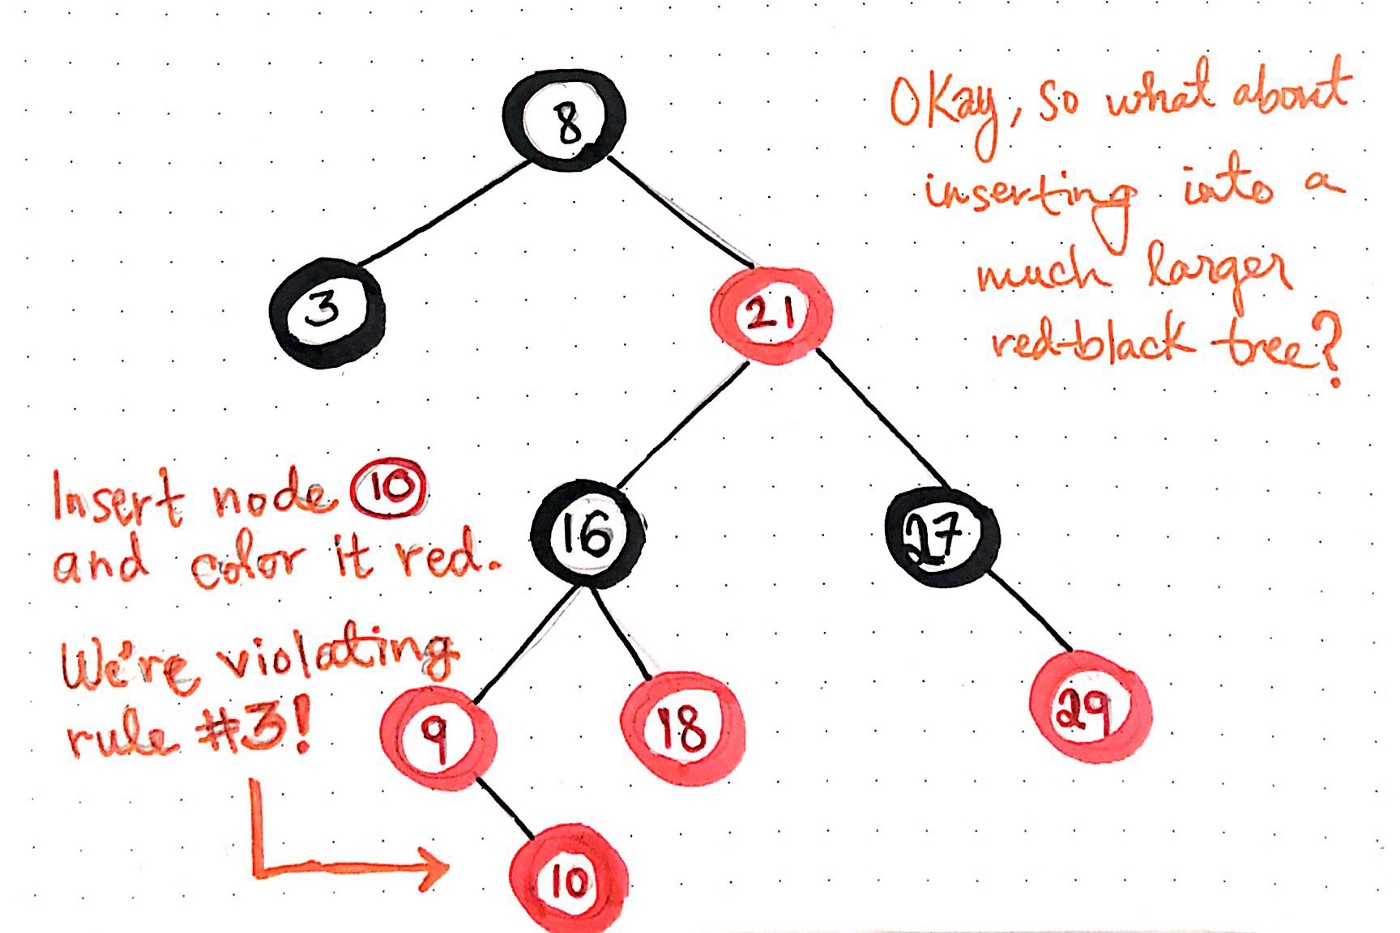 8
Okay, so what about
inserting into a
much larger
red-black tree?
3
21
Insert node 10
and color it red.
16
27
We're violating
rule #3!
9
18
29
10